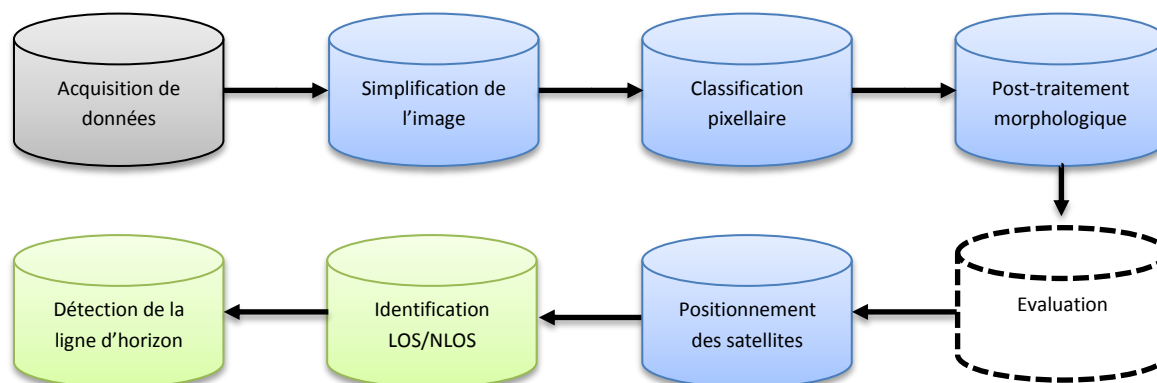 Acquisition de
données
Simplification de
l’image
Classification
pixellaire
Post-traitement
morphologique
Evaluation
Positionnement
des satellites
Identification
LOS/NLOS
Détection de la
ligne d’horizon